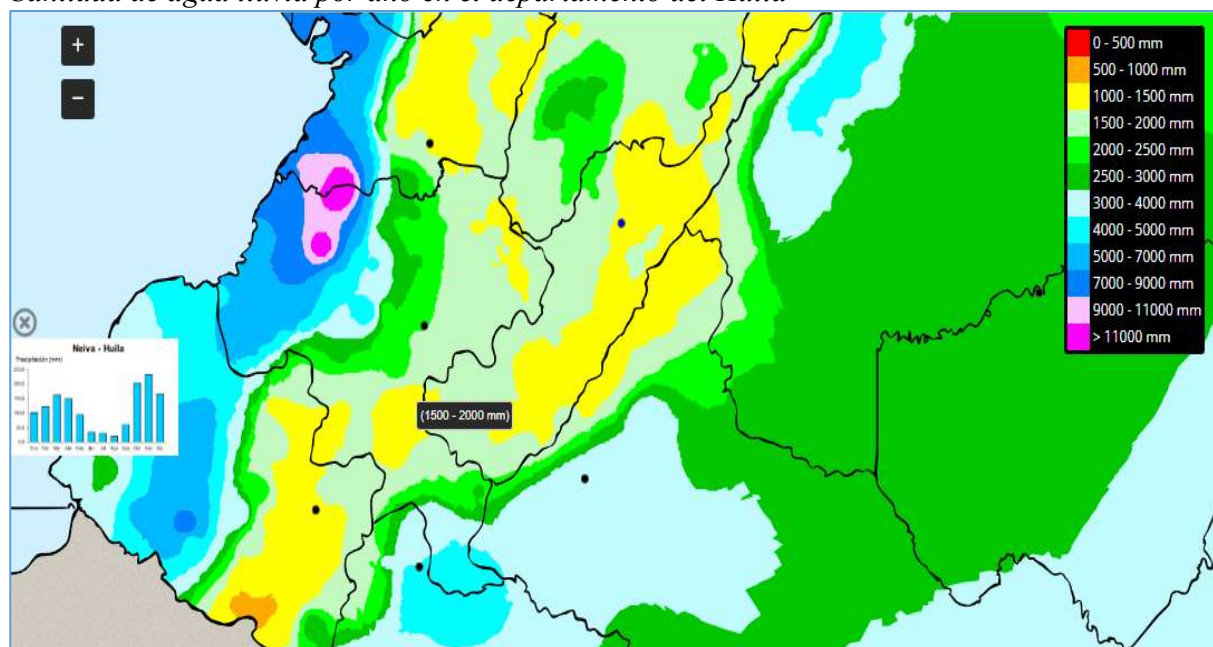 Cantidad de agua lluvia por año en el departamento del Huila
+
−
0 - 500 mm
500 - 1000 mm
1000 - 1500 mm
1500 - 2000 mm
2000 - 2500 mm
2500 - 3000 mm
3000 - 4000 mm
4000 - 5000 mm
5000 - 7000 mm
7000 - 9000 mm
9000 - 11000 mm
> 11000 mm
Neiva - Huila
Precipitación (mm)
(1500 - 2000 mm)